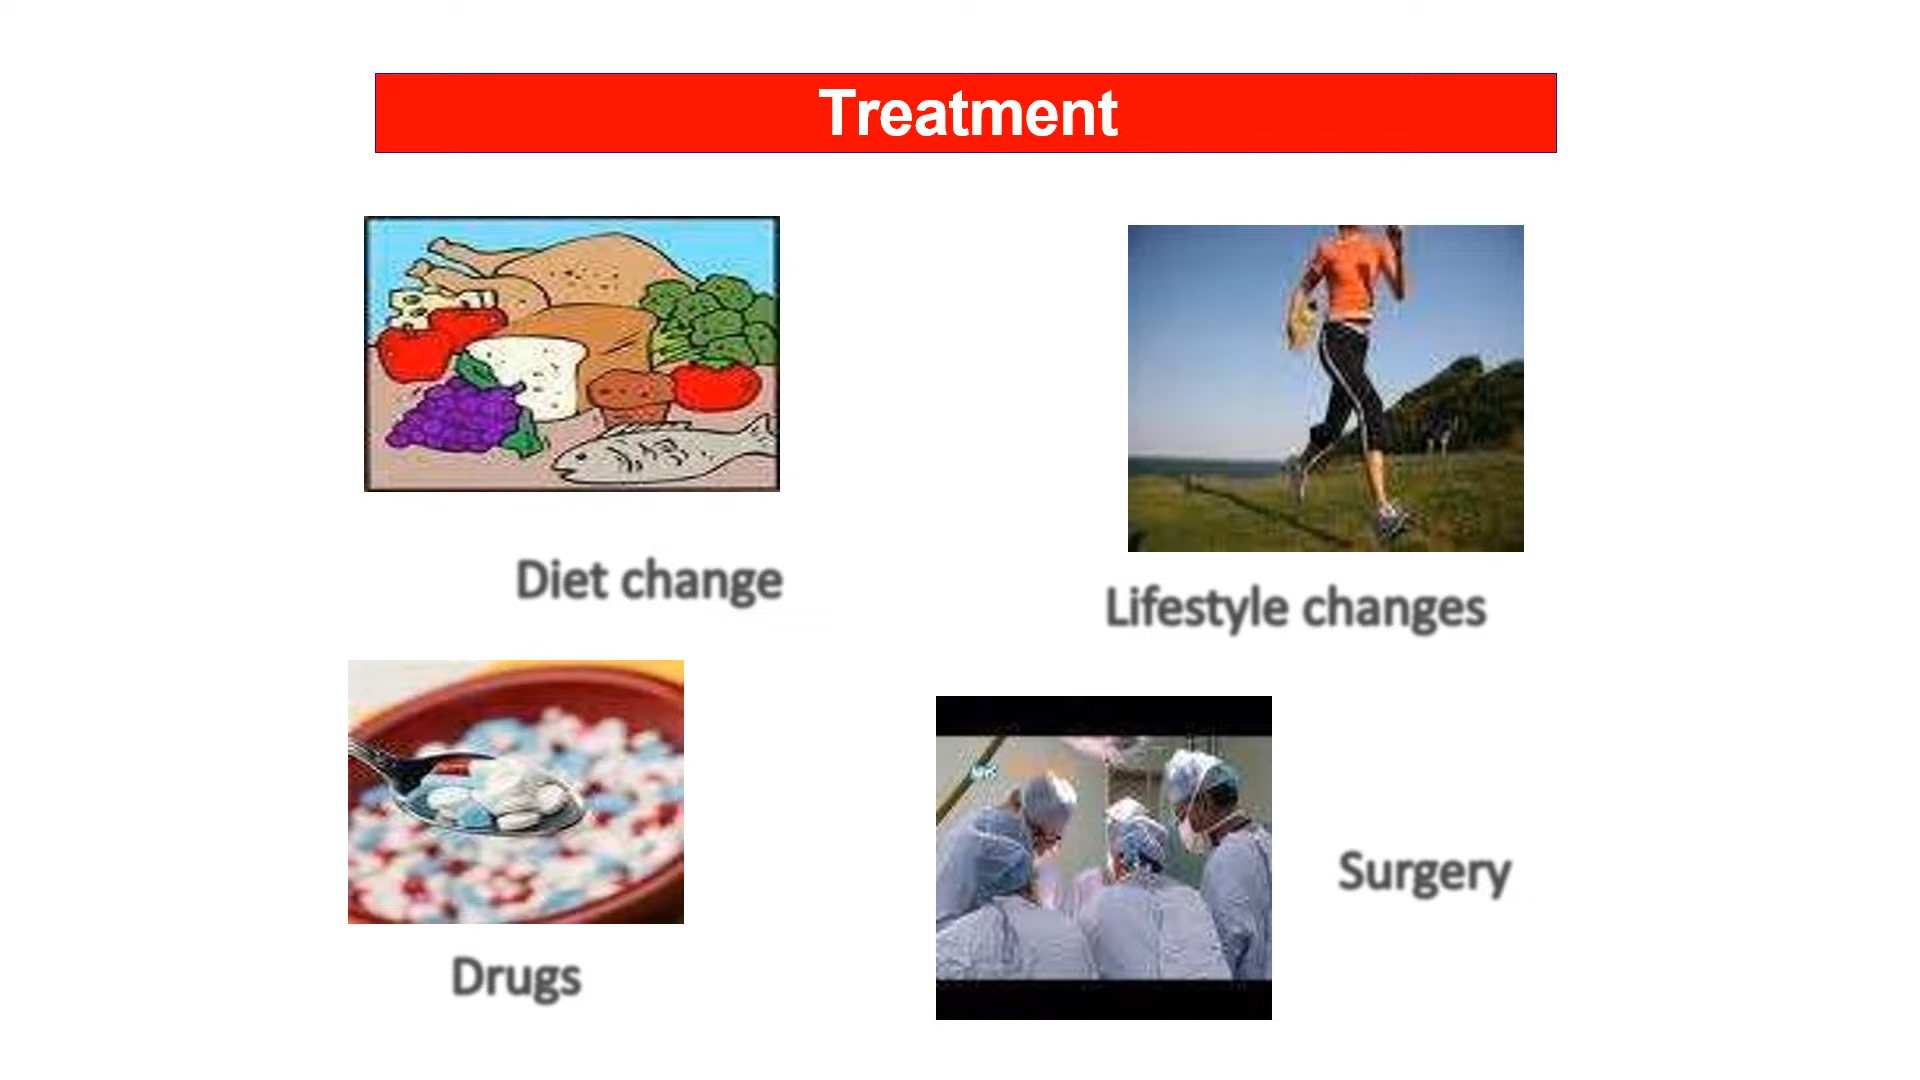 Treatment
Diet change
Lifestyle changes
Drugs
Surgery